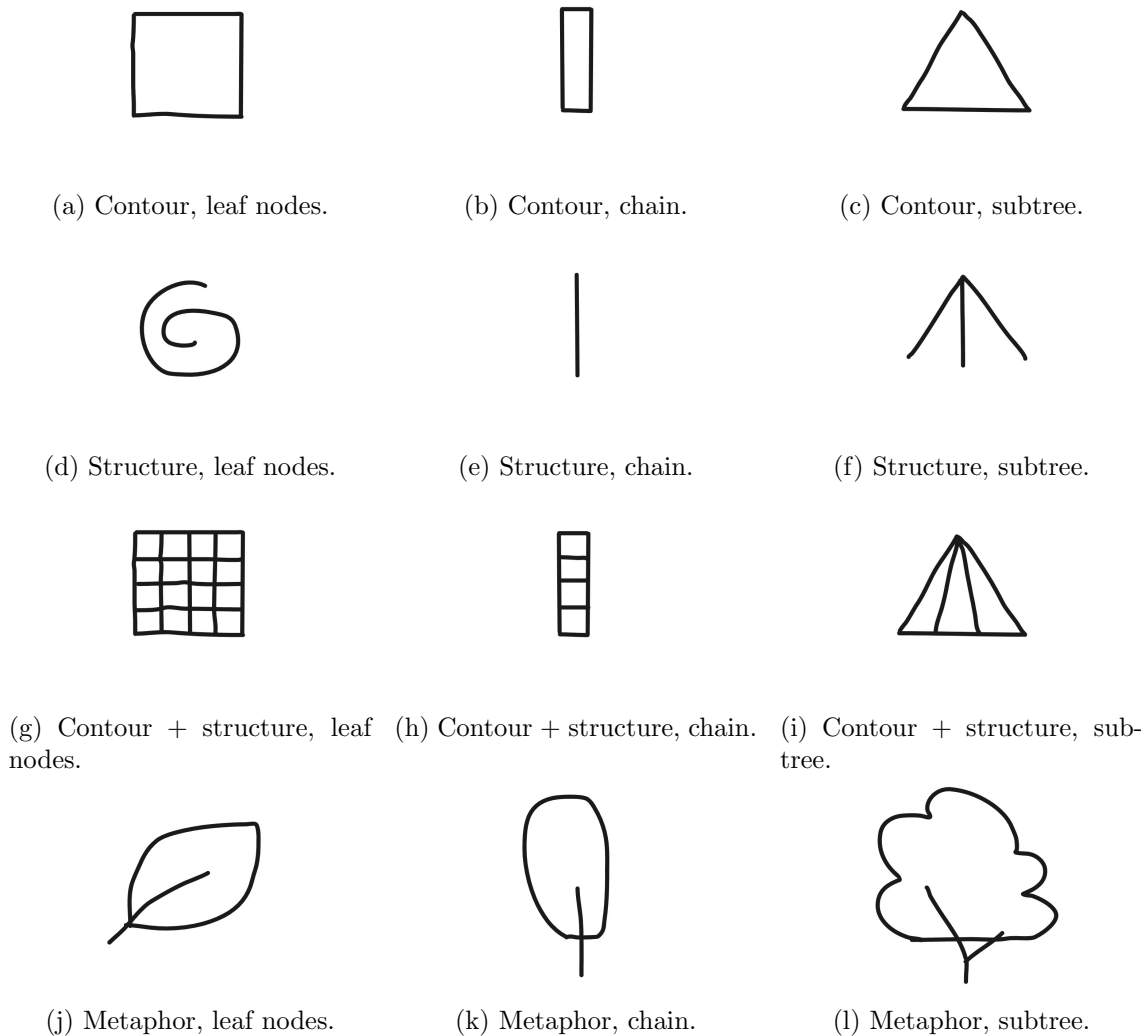 (a) Contour, leaf nodes.
(b) Contour, chain.
(c) Contour, subtree.
(d) Structure, leaf nodes.
(e) Structure, chain.
(f) Structure, subtree.
(g) Contour + structure, leaf
nodes.
(h) Contour + structure, chain.
(i) Contour + structure, sub-
tree.
(j) Metaphor, leaf nodes.
(k) Metaphor, chain.
(l) Metaphor, subtree.